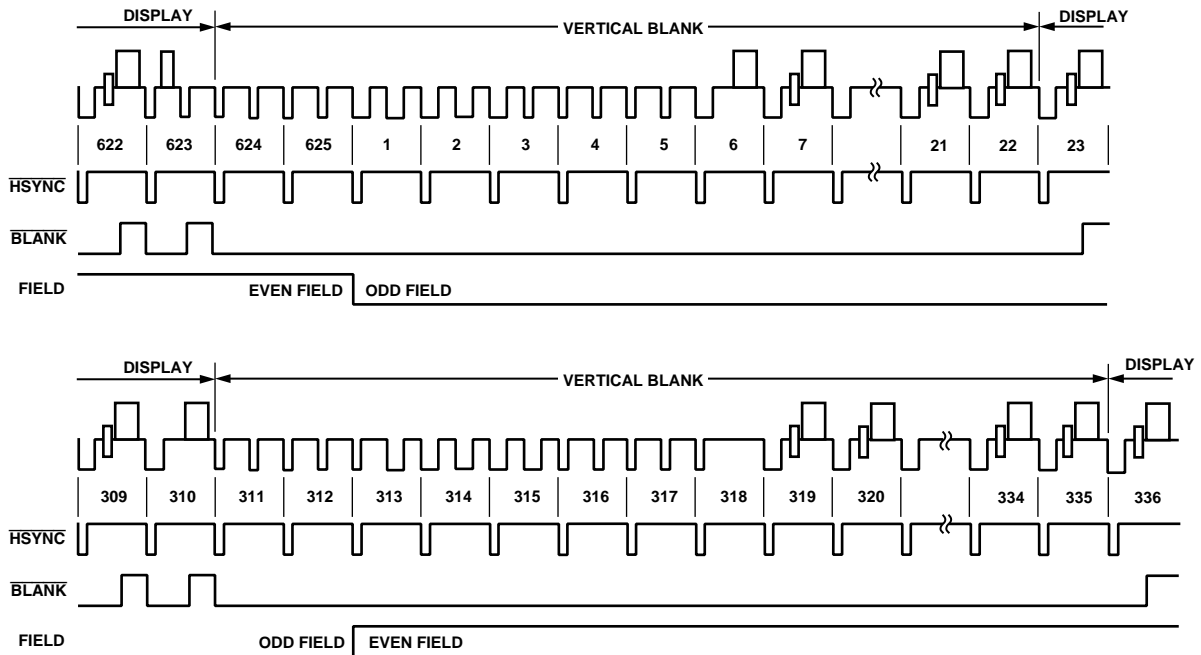 DISPLAY VERTICAL BLANK DISPLAY
622 623 624 625 1 2 3 4 5 6 7 21 22 23
HSYNC
BLANK
FIELD EVEN FIELD ODD FIELD
DISPLAY VERTICAL BLANK DISPLAY
309 310 311 312 313 314 315 316 317 318 319 320 334 335 336
HSYNC
BLANK
FIELD ODD FIELD EVEN FIELD